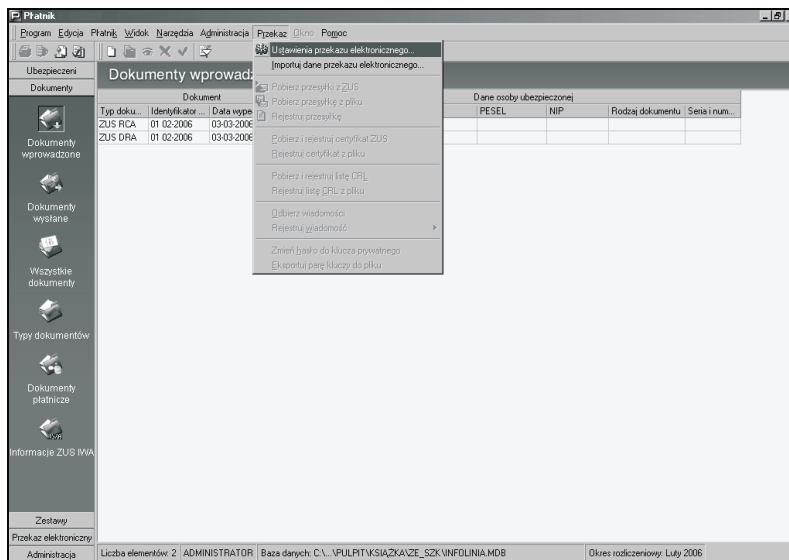 Płatnik
Program Edycja Płatnik Widok Narzędzia Administracja Przekaz Okno Pomoc
Ubezpieczeni
Dokumenty
Dokumenty wprowadzone
Dokumenty wysłane
Wszystkie dokumenty
Typy dokumentów
Dokumenty płatnicze
Informacje ZUS IWA
Zestawy
Przekaz elektroniczny
Administracja
Dokumenty wprowadz
Dokument Dane osoby ubezpieczonej
Typ doku... Identyfikator ... Data wype PESEL NIP Rodzaj dokumentu Seria i num...
ZUS RCA 01 02-2006 03-03-2006
ZUS DRA 01 02-2006 03-03-2006
Ustawienia przekazu elektronicznego...
Importuj dane przekazu elektronicznego...
Pobierz przesyłki z ZUS
Pobierz przesyłkę z pliku
Rejestruj przesyłkę
Pobierz i rejestruj certyfikat ZUS
Rejestruj certyfikat z pliku
Pobierz i rejestruj listę CRL
Rejestruj listę CRL z pliku
Odbierz wiadomości
Rejestruj wiadomość
Zmień hasło do klucza prywatnego
Eksportuj parę kluczy do pliku
Liczba elementów: 2 ADMINISTRATOR Baza danych: C:\...\PULPIT\KSIĄŻKA\ZE_SZK\INFOLINIA.MDB Okres rozliczeniowy: Luty 2006